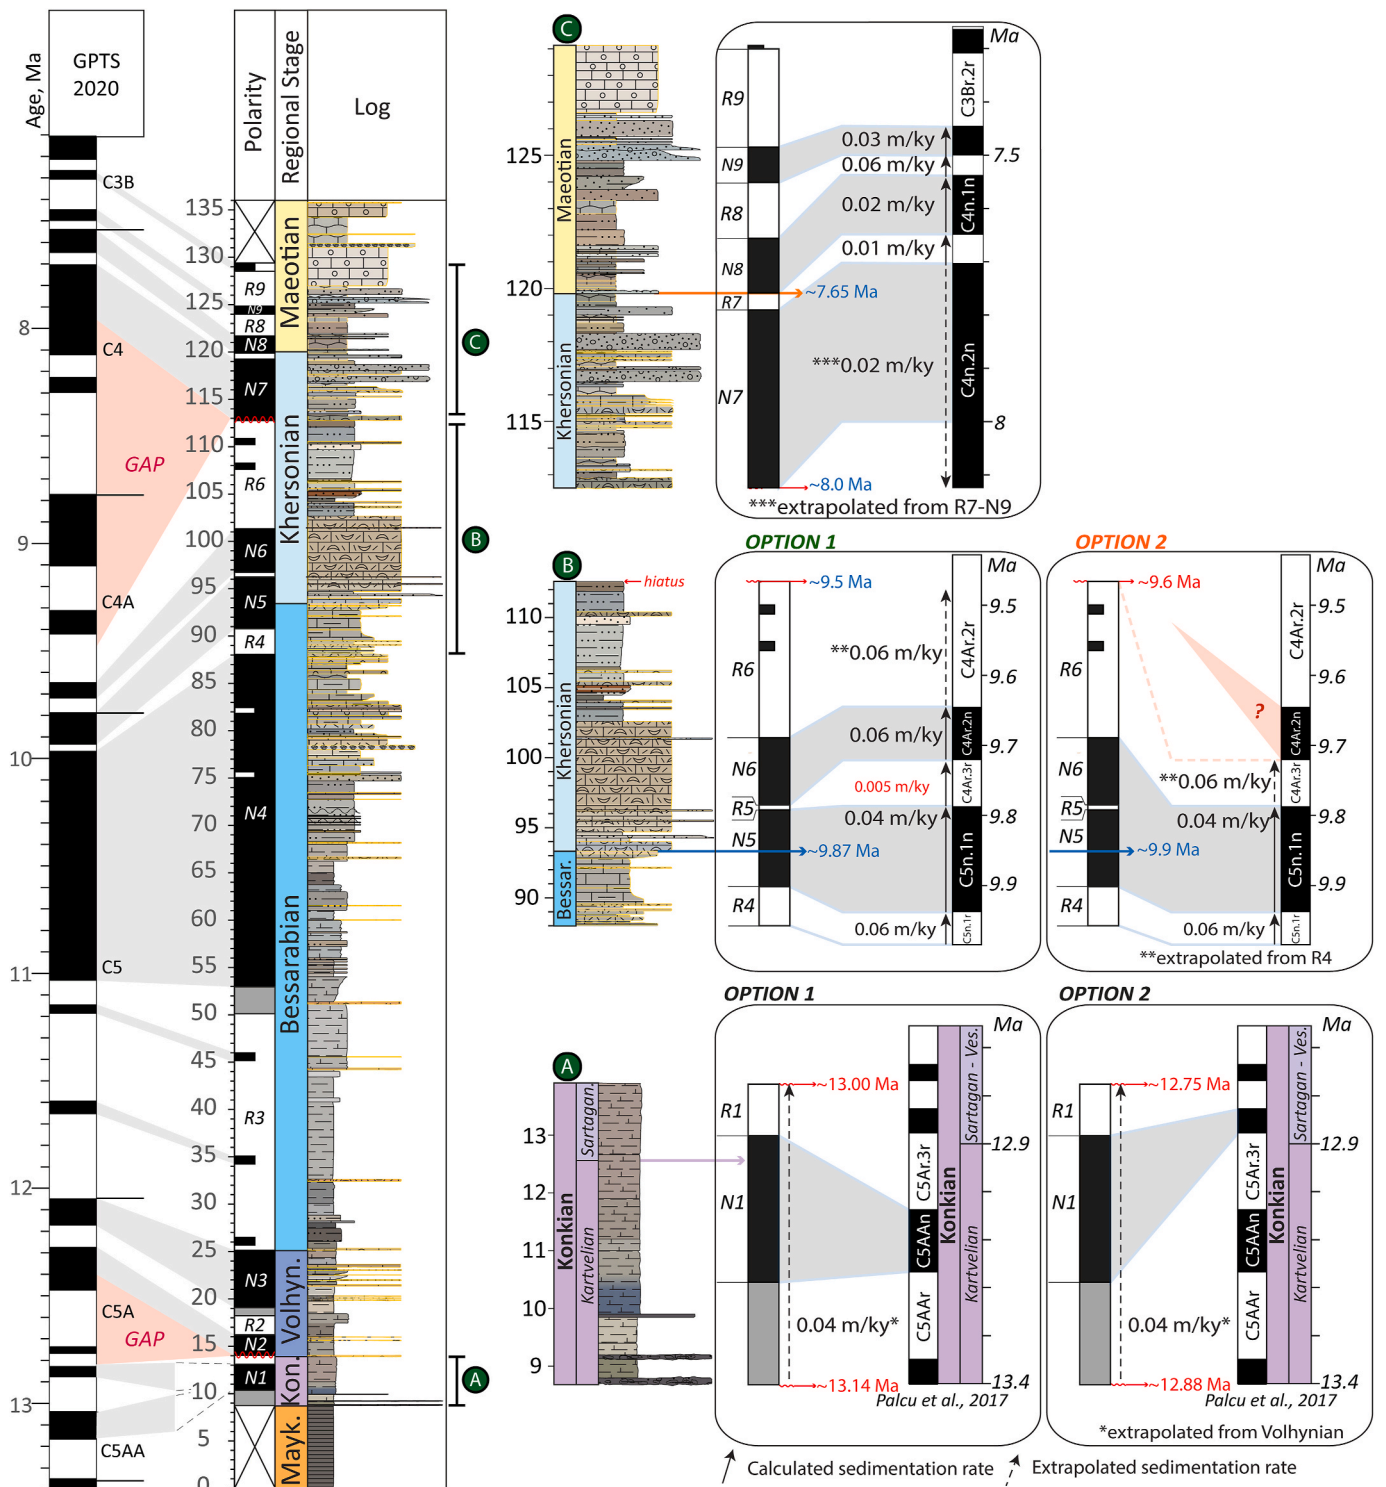 Age, Ma
GPTS
2020
Polarity
Regional Stage
Log
C3B
C4
GAP
C4A
C5
C5A
GAP
C5AA
8
9
10
11
12
13
135
130
125
120
115
110
105
100
95
90
85
80
75
70
65
60
55
50
45
40
35
30
25
20
15
10
5
0
R9
N9
R8
N8
N7
R6
N6
N5
R4
N4
R3
N3
R2
N2
N1
Maeotian
Khersonian
Bessarabian
Volhyn.
Kon.
Mayk.
C
B
A
C
125
120
115
Maeotian
Khersonian
R9
N9
R8
N8
R7
N7
0.03 m/ky
0.06 m/ky
0.02 m/ky
0.01 m/ky
~7.65 Ma
***0.02 m/ky
~8.0 Ma
***extrapolated from R7-N9
Ma
C3Br.2r
7.5
C4n.1n
C4n.2n
8
B
110
105
100
95
90
Khersonian
Bessar.
hiatus
OPTION 1
R6
N6
R5
N5
R4
~9.5 Ma
**0.06 m/ky
0.06 m/ky
0.005 m/ky
0.04 m/ky
~9.87 Ma
0.06 m/ky
Ma
C4Ar.2r
C4Ar.2n
C4Ar.3r
C5n.1n
C5n.1r
9.5
9.6
9.7
9.8
9.9
OPTION 2
R6
N6
R5
N5
R4
~9.6 Ma
?
**0.06 m/ky
0.04 m/ky
~9.9 Ma
0.06 m/ky
Ma
C4Ar.2r
C4Ar.2n
C4Ar.3r
C5n.1n
C5n.1r
9.5
9.6
9.7
9.8
9.9
**extrapolated from R4
A
13
12
11
10
9
Konkian
Sartagan.
Kartvelian
OPTION 1
R1
N1
~13.00 Ma
0.04 m/ky*
~13.14 Ma
Ma
C5Ar.3r
C5AAn
C5AAr
Konkian
Sartagan - Ves.
Kartvelian
12.9
13.4
Palcu et al., 2017
OPTION 2
R1
N1
~12.75 Ma
0.04 m/ky*
~12.88 Ma
Ma
C5Ar.3r
C5AAn
C5AAr
Konkian
Sartagan - Ves.
Kartvelian
12.9
13.4
Palcu et al., 2017
*extrapolated from Volhynian
Calculated sedimentation rate
Extrapolated sedimentation rate